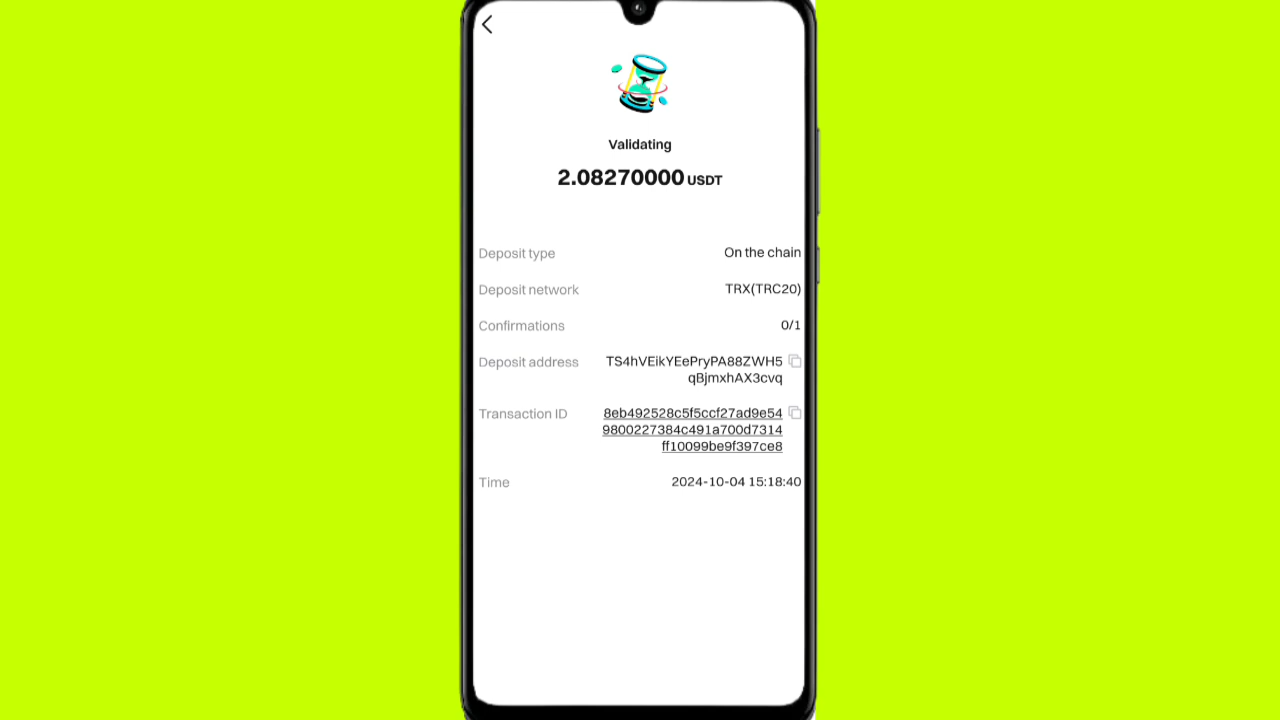 Validating
2.08270000 USDT
Deposit type On the chain
Deposit network TRX(TRC20)
Confirmations 0/1
Deposit address TS4hVEikYEePryPA88ZWH5
qBjmxhAX3cvq
Transaction ID 8eb492528c5f5ccf27ad9e54
9800227384c491a700d7314
ff10099be9f397ce8
Time 2024-10-04 15:18:40